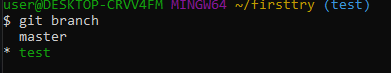 user@DESKTOP-CRVV4FM MINGW64 ~/firsttry (test)
$ git branch
  master
* test